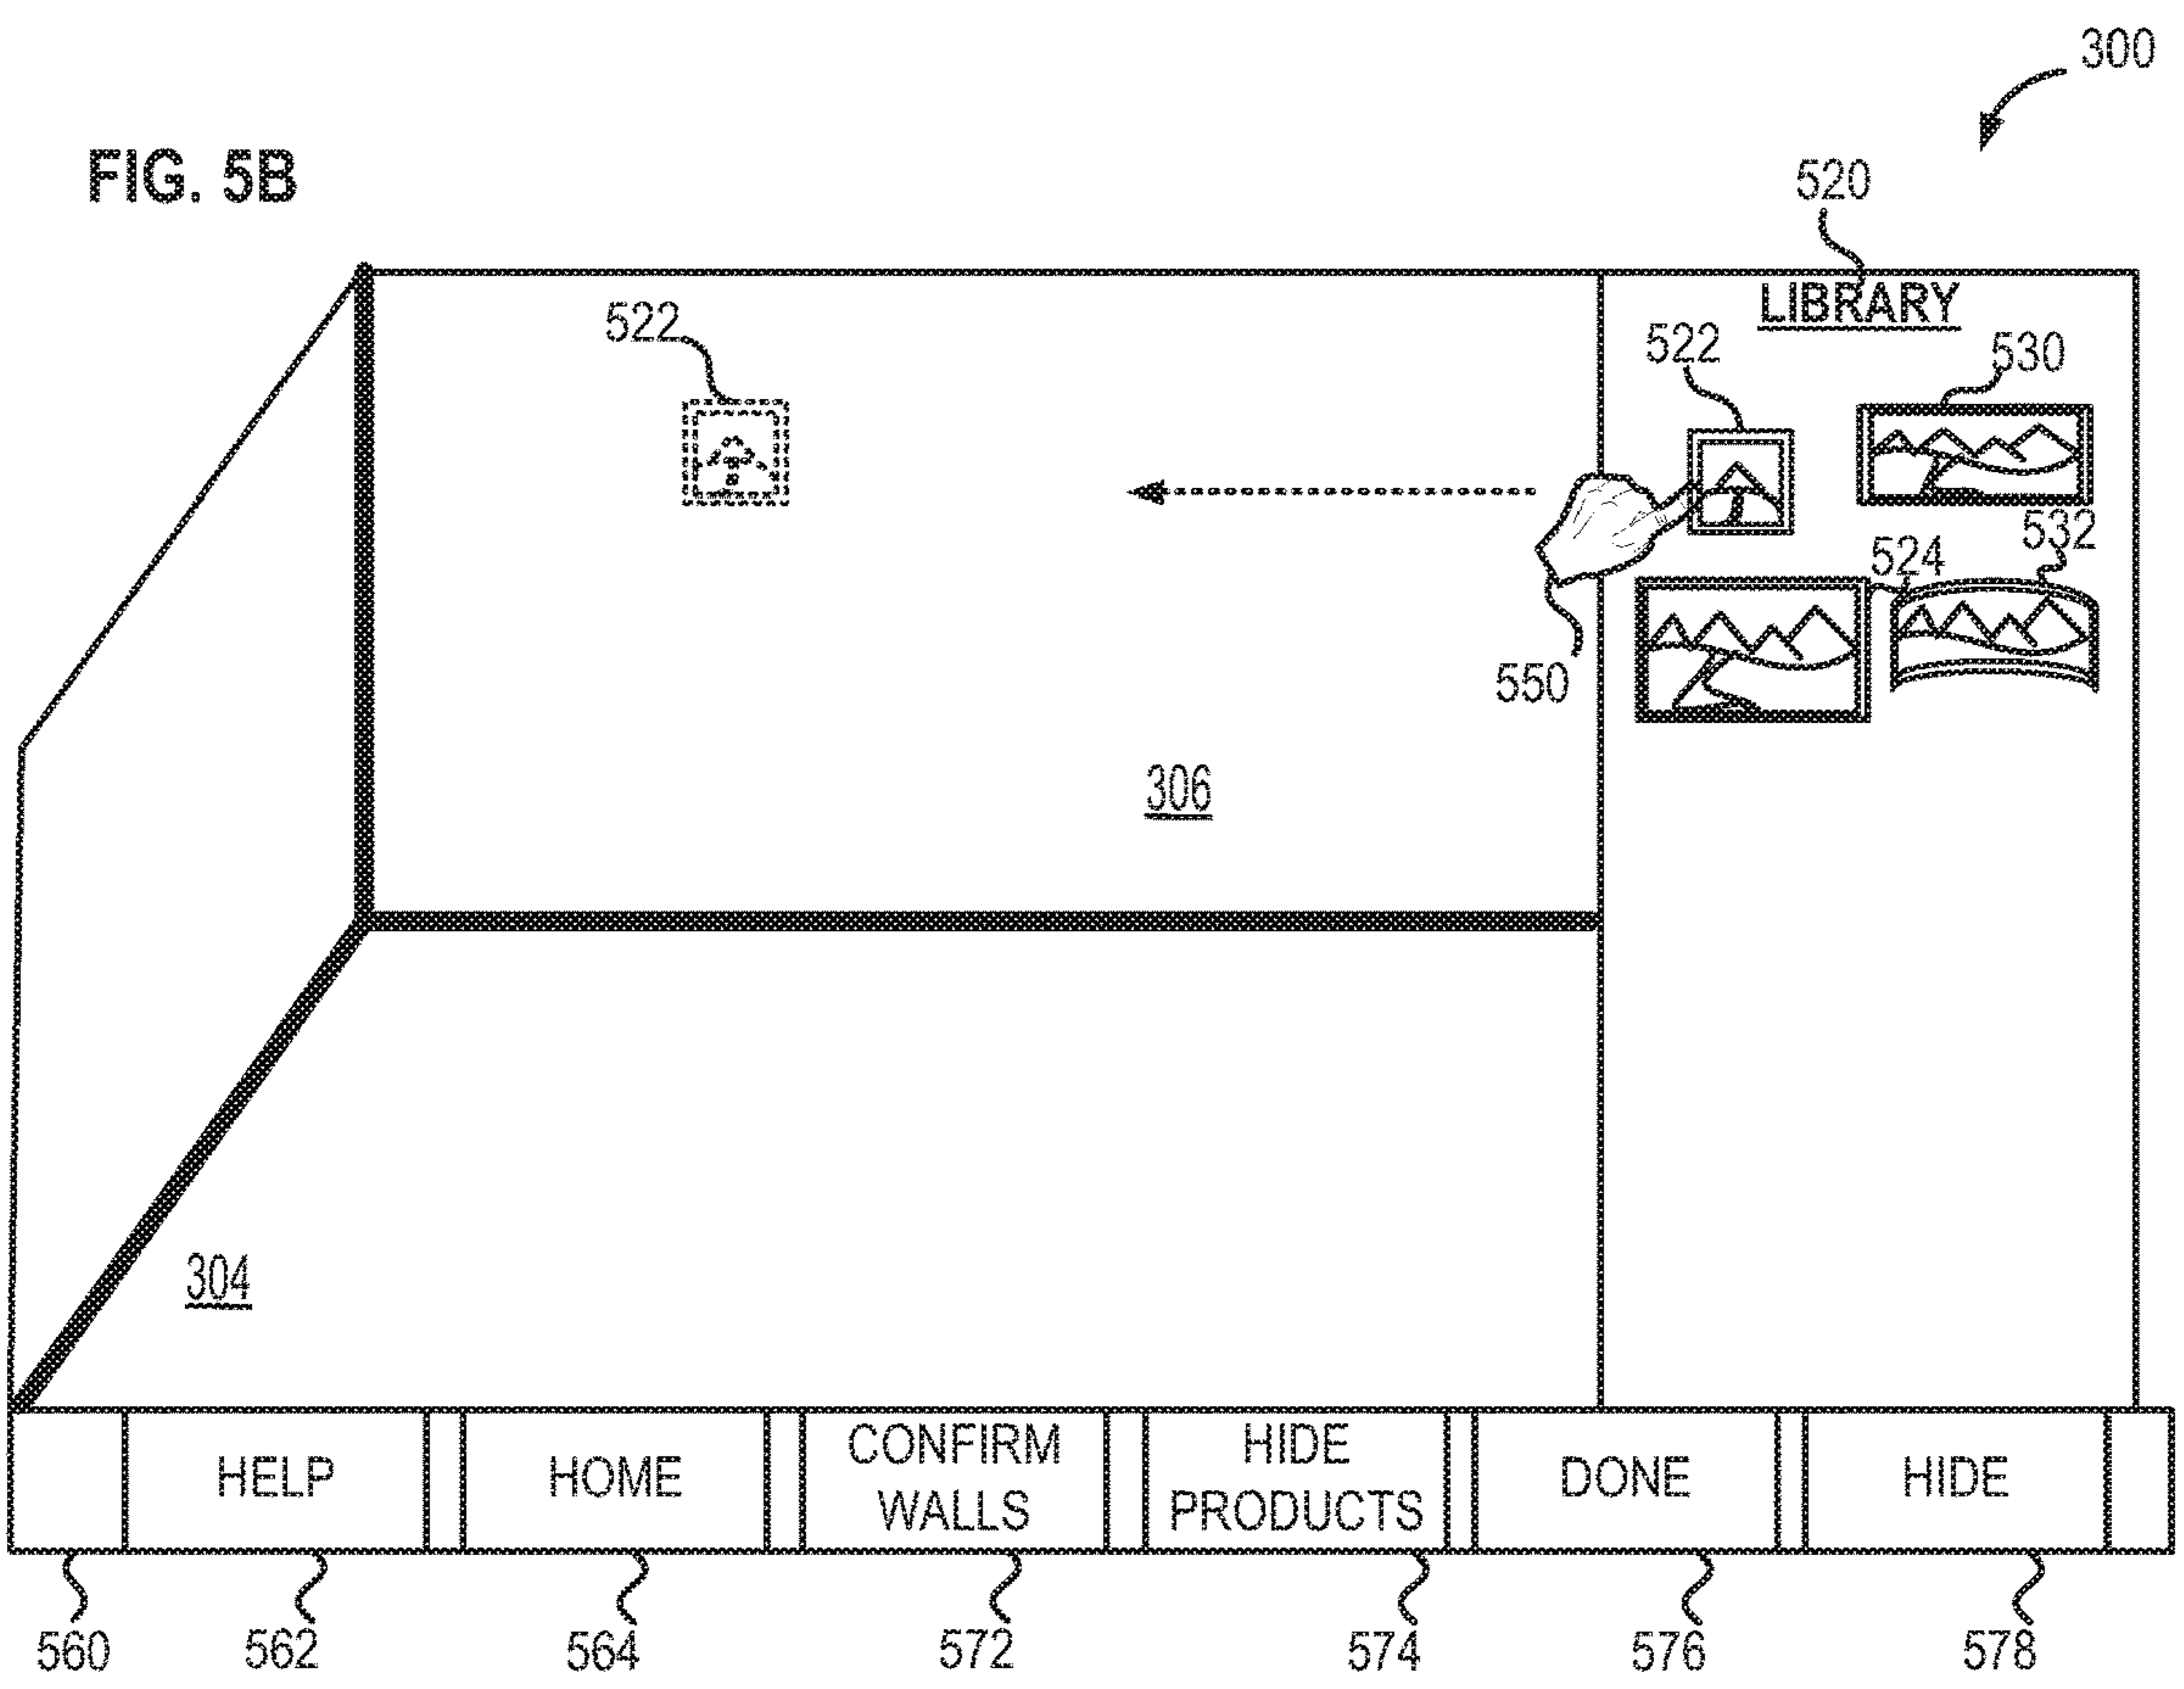 300
FIG. 5B
520
LIBRARY
522
522
530
524
532
550
306
304
HELP
HOME
CONFIRM
WALLS
HIDE
PRODUCTS
DONE
HIDE
560
562
564
572
574
576
578